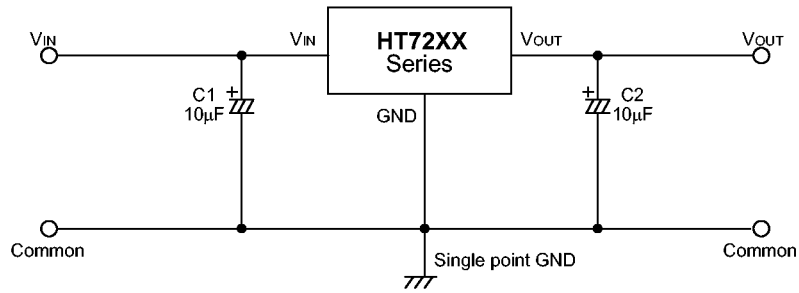 VIN
VIN
HT72XX
Series
VOUT
VOUT
+
C1
10μF
GND
+
C2
10μF
Common
Single point GND
Common